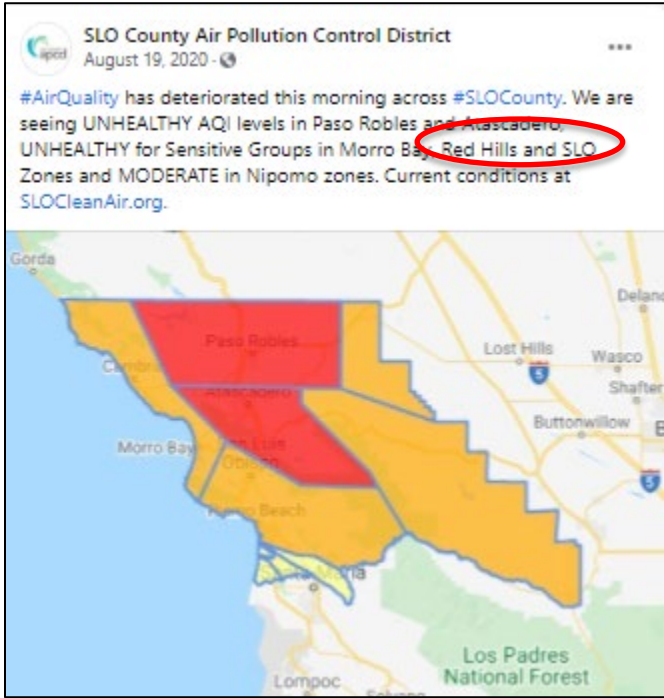 apcd
SLO County Air Pollution Control District
August 19, 2020 ·
#AirQuality has deteriorated this morning across #SLOCounty. We are
seeing UNHEALTHY AQI levels in Paso Robles and Atascadero,
UNHEALTHY for Sensitive Groups in Morro Bay, Red Hills and SLO
Zones and MODERATE in Nipomo zones. Current conditions at
SLOCleanAir.org.
Gorda
Delano
Paso Robles
Lost Hills
Wasco
5
Cambria
Shafter
Atascadero
Buttonwillow
B
Morro Bay
San Luis
Obispo
5
Pismo Beach
Santa Maria
Los Padres
National Forest
Lompoc
Solvang